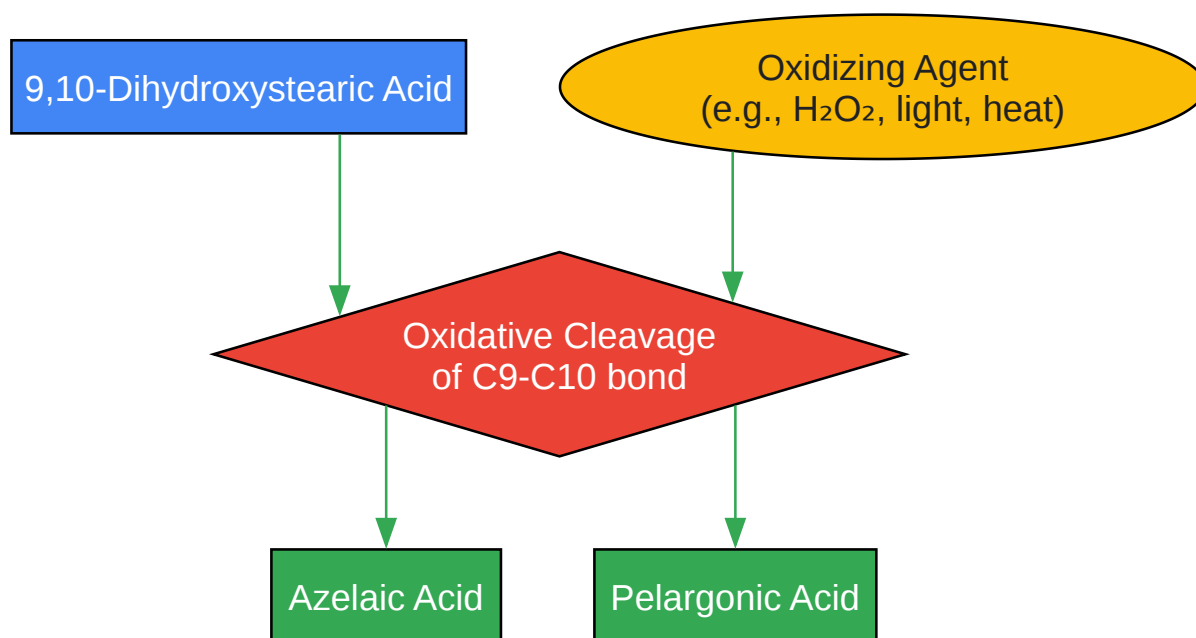 9,10-Dihydroxystearic Acid
Oxidizing Agent
(e.g., H₂O₂, light, heat)
Oxidative Cleavage
of C9-C10 bond
Azelaic Acid
Pelargonic Acid